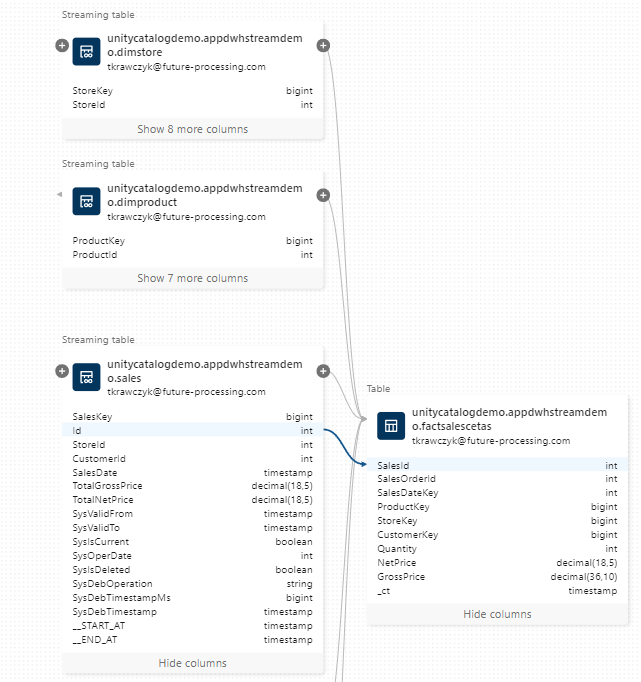 Streaming table
unitycatalogdemo.appdwhstreamdem
o.dimstore
tkrawczyk@future-processing.com
StoreKey bigint
StoreId int
Show 8 more columns
Streaming table
unitycatalogdemo.appdwhstreamdem
o.dimproduct
tkrawczyk@future-processing.com
ProductKey bigint
ProductId int
Show 7 more columns
Streaming table
unitycatalogdemo.appdwhstreamdem
o.sales
tkrawczyk@future-processing.com
SalesKey bigint
Id int
StoreId int
CustomerId int
SalesDate timestamp
TotalGrossPrice decimal(18,5)
TotalNetPrice decimal(18,5)
SysValidFrom timestamp
SysValidTo timestamp
SysIsCurrent boolean
SysOperDate int
SysIsDeleted boolean
SysDebOperation string
SysDebTimestampMs bigint
SysDebTimestamp timestamp
__START_AT timestamp
__END_AT timestamp
Hide columns
Table
unitycatalogdemo.appdwhstreamdem
o.factsalescetas
tkrawczyk@future-processing.com
SalesId int
SalesOrderId int
SalesDateKey int
ProductKey bigint
StoreKey bigint
CustomerKey bigint
Quantity int
NetPrice decimal(18,5)
GrossPrice decimal(36,10)
_ct timestamp
Hide columns